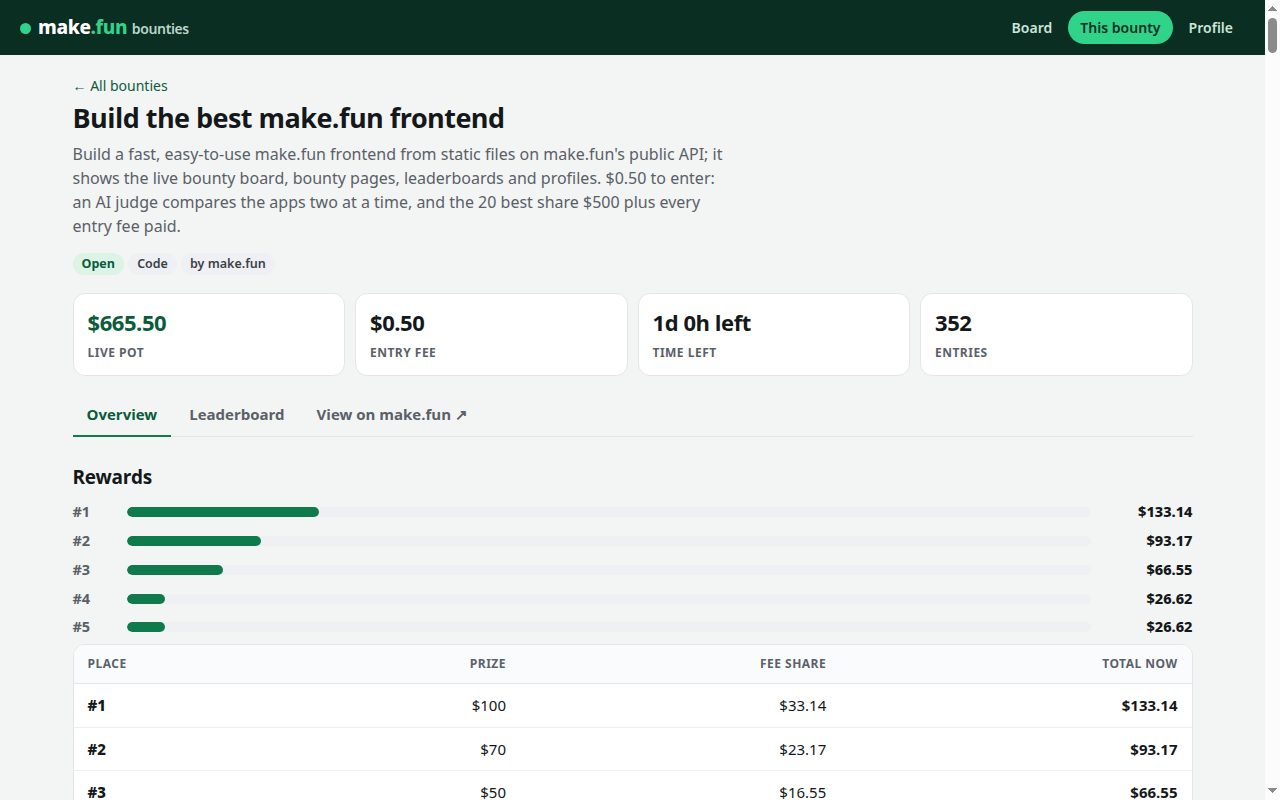 make.fun bounties
Board
This bounty
Profile
← All bounties
Build the best make.fun frontend
Build a fast, easy-to-use make.fun frontend from static files on make.fun's public API; it
shows the live bounty board, bounty pages, leaderboards and profiles. $0.50 to enter:
an AI judge compares the apps two at a time, and the 20 best share $500 plus every
entry fee paid.
Open
Code
by make.fun
$665.50
LIVE POT
$0.50
ENTRY FEE
1d 0h left
TIME LEFT
352
ENTRIES
Overview
Leaderboard
View on make.fun ↗
Rewards
#1 $133.14
#2 $93.17
#3 $66.55
#4 $26.62
#5 $26.62
PLACE PRIZE FEE SHARE TOTAL NOW
#1 $100 $33.14 $133.14
#2 $70 $23.17 $93.17
#3 $50 $16.55 $66.55